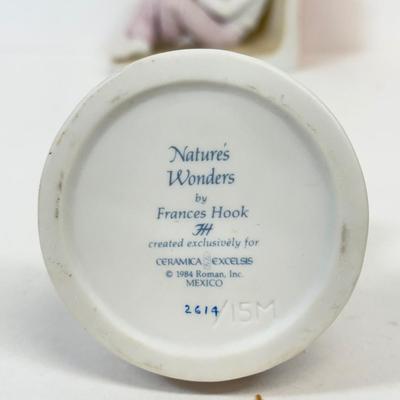 Nature's
Wonders
by
Frances Hook
FH
created exclusively for
CERAMICA EXCELSIS
© 1984 Roman, Inc.
MEXICO
2614/15M